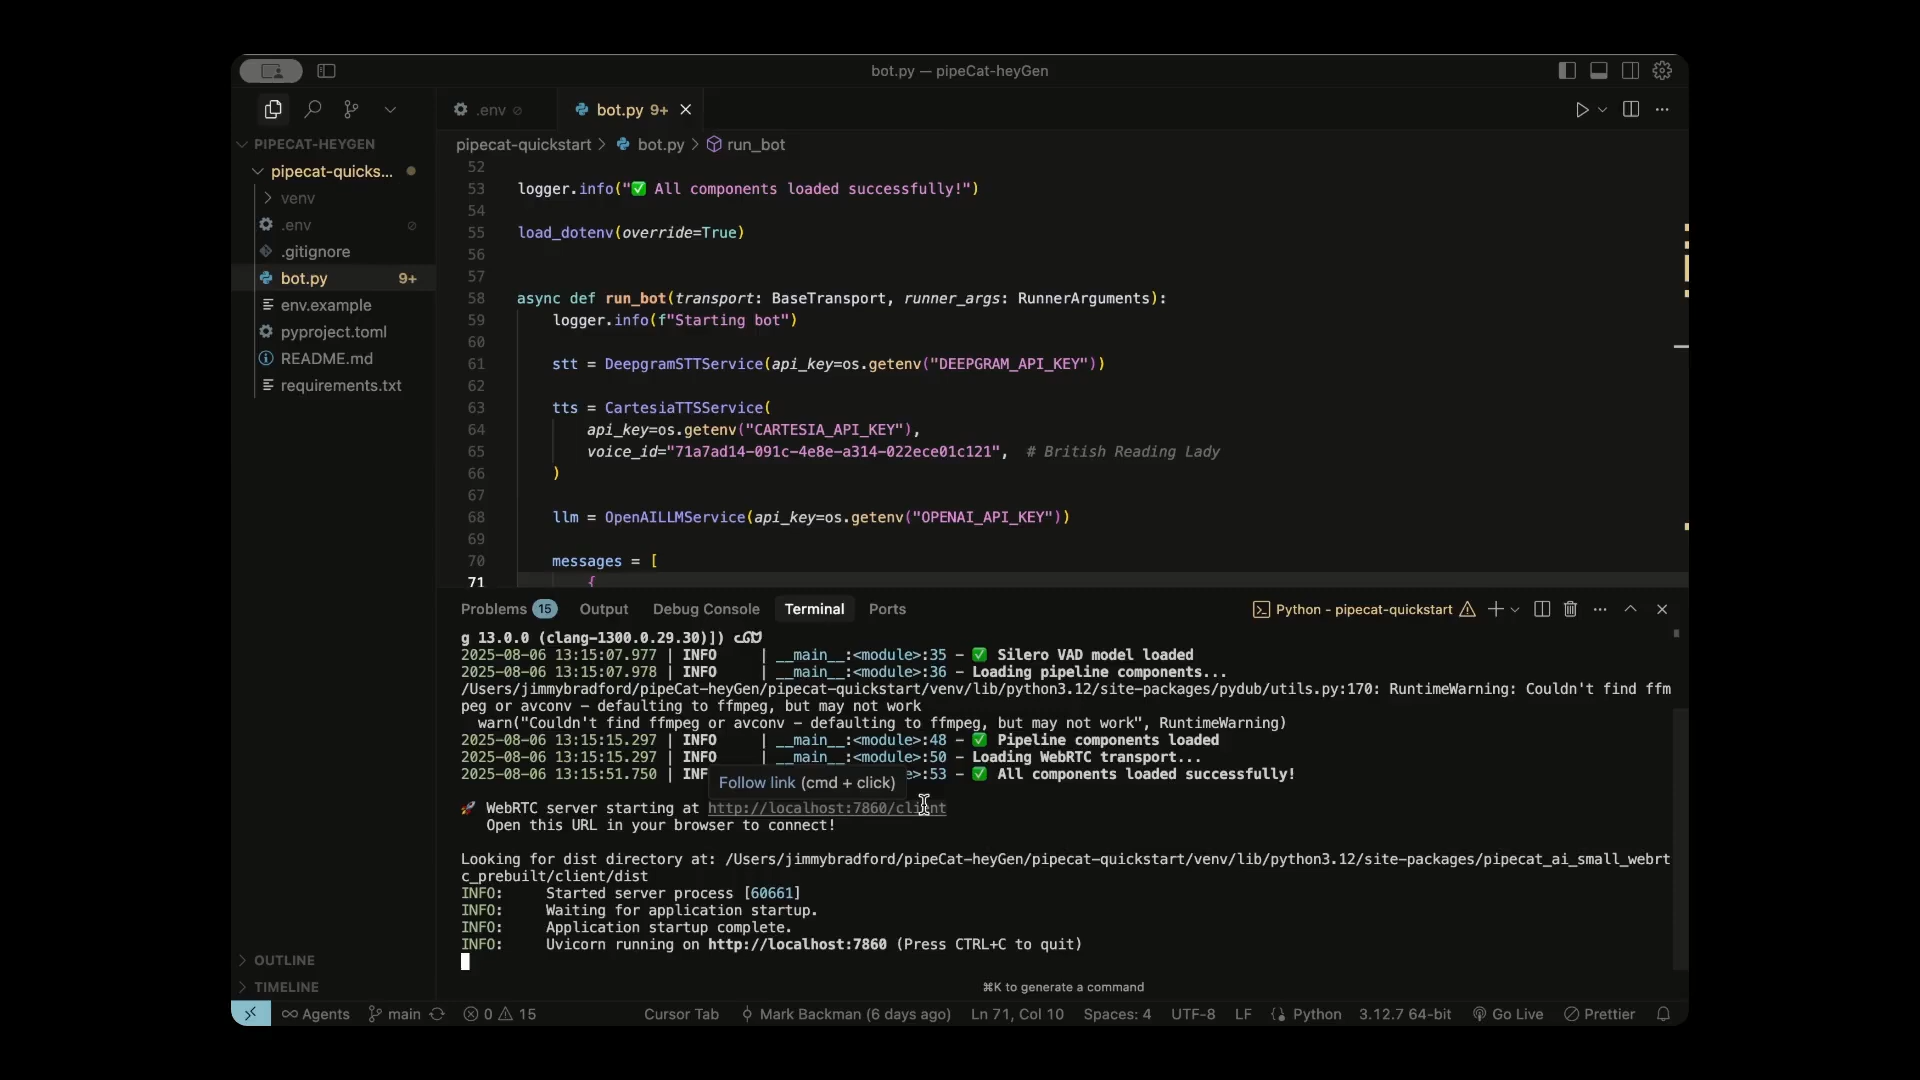 bot.py — pipeCat-heyGen
.env
bot.py 9+
PIPECAT-HEYGEN
pipecat-quicks...
venv
.env
.gitignore
bot.py 9+
env.example
pyproject.toml
README.md
requirements.txt
OUTLINE
TIMELINE
pipecat-quickstart > bot.py > run_bot
52
53 logger.info("✅ All components loaded successfully!")
54
55 load_dotenv(override=True)
56
57
58 async def run_bot(transport: BaseTransport, runner_args: RunnerArguments):
59 logger.info(f"Starting bot")
60
61 stt = DeepgramSTTService(api_key=os.getenv("DEEPGRAM_API_KEY"))
62
63 tts = CartesiaTTSService(
64 api_key=os.getenv("CARTESIA_API_KEY"),
65 voice_id="71a7ad14-091c-4e8e-a314-022ece01c121", # British Reading Lady
66 )
67
68 llm = OpenAILLMService(api_key=os.getenv("OPENAI_API_KEY"))
69
70 messages = [
71 {
Problems 15 Output Debug Console Terminal Ports Python - pipecat-quickstart
g 13.0.0 (clang-1300.0.29.30)])
2025-08-06 13:15:07.977 | INFO | __main__:<module>:35 - ✅ Silero VAD model loaded
2025-08-06 13:15:07.978 | INFO | __main__:<module>:36 - Loading pipeline components...
/Users/jimmybradford/pipeCat-heyGen/pipecat-quickstart/venv/lib/python3.12/site-packages/pydub/utils.py:170: RuntimeWarning: Couldn't find ffm
peg or avconv - defaulting to ffmpeg, but may not work
warn("Couldn't find ffmpeg or avconv - defaulting to ffmpeg, but may not work", RuntimeWarning)
2025-08-06 13:15:15.297 | INFO | __main__:<module>:48 - ✅ Pipeline components loaded
2025-08-06 13:15:15.297 | INFO | __main__:<module>:50 - Loading WebRTC transport...
2025-08-06 13:15:51.750 | INF e>:53 - ✅ All components loaded successfully!
Follow link (cmd + click)
🚀 WebRTC server starting at http://localhost:7860/client
Open this URL in your browser to connect!
Looking for dist directory at: /Users/jimmybradford/pipeCat-heyGen/pipecat-quickstart/venv/lib/python3.12/site-packages/pipecat_ai_small_webrt
c_prebuilt/client/dist
INFO: Started server process [60661]
INFO: Waiting for application startup.
INFO: Application startup complete.
INFO: Uvicorn running on http://localhost:7860 (Press CTRL+C to quit)
⌘K to generate a command
Agents main 0 15 Cursor Tab Mark Backman (6 days ago) Ln 71, Col 10 Spaces: 4 UTF-8 LF Python 3.12.7 64-bit Go Live Prettier